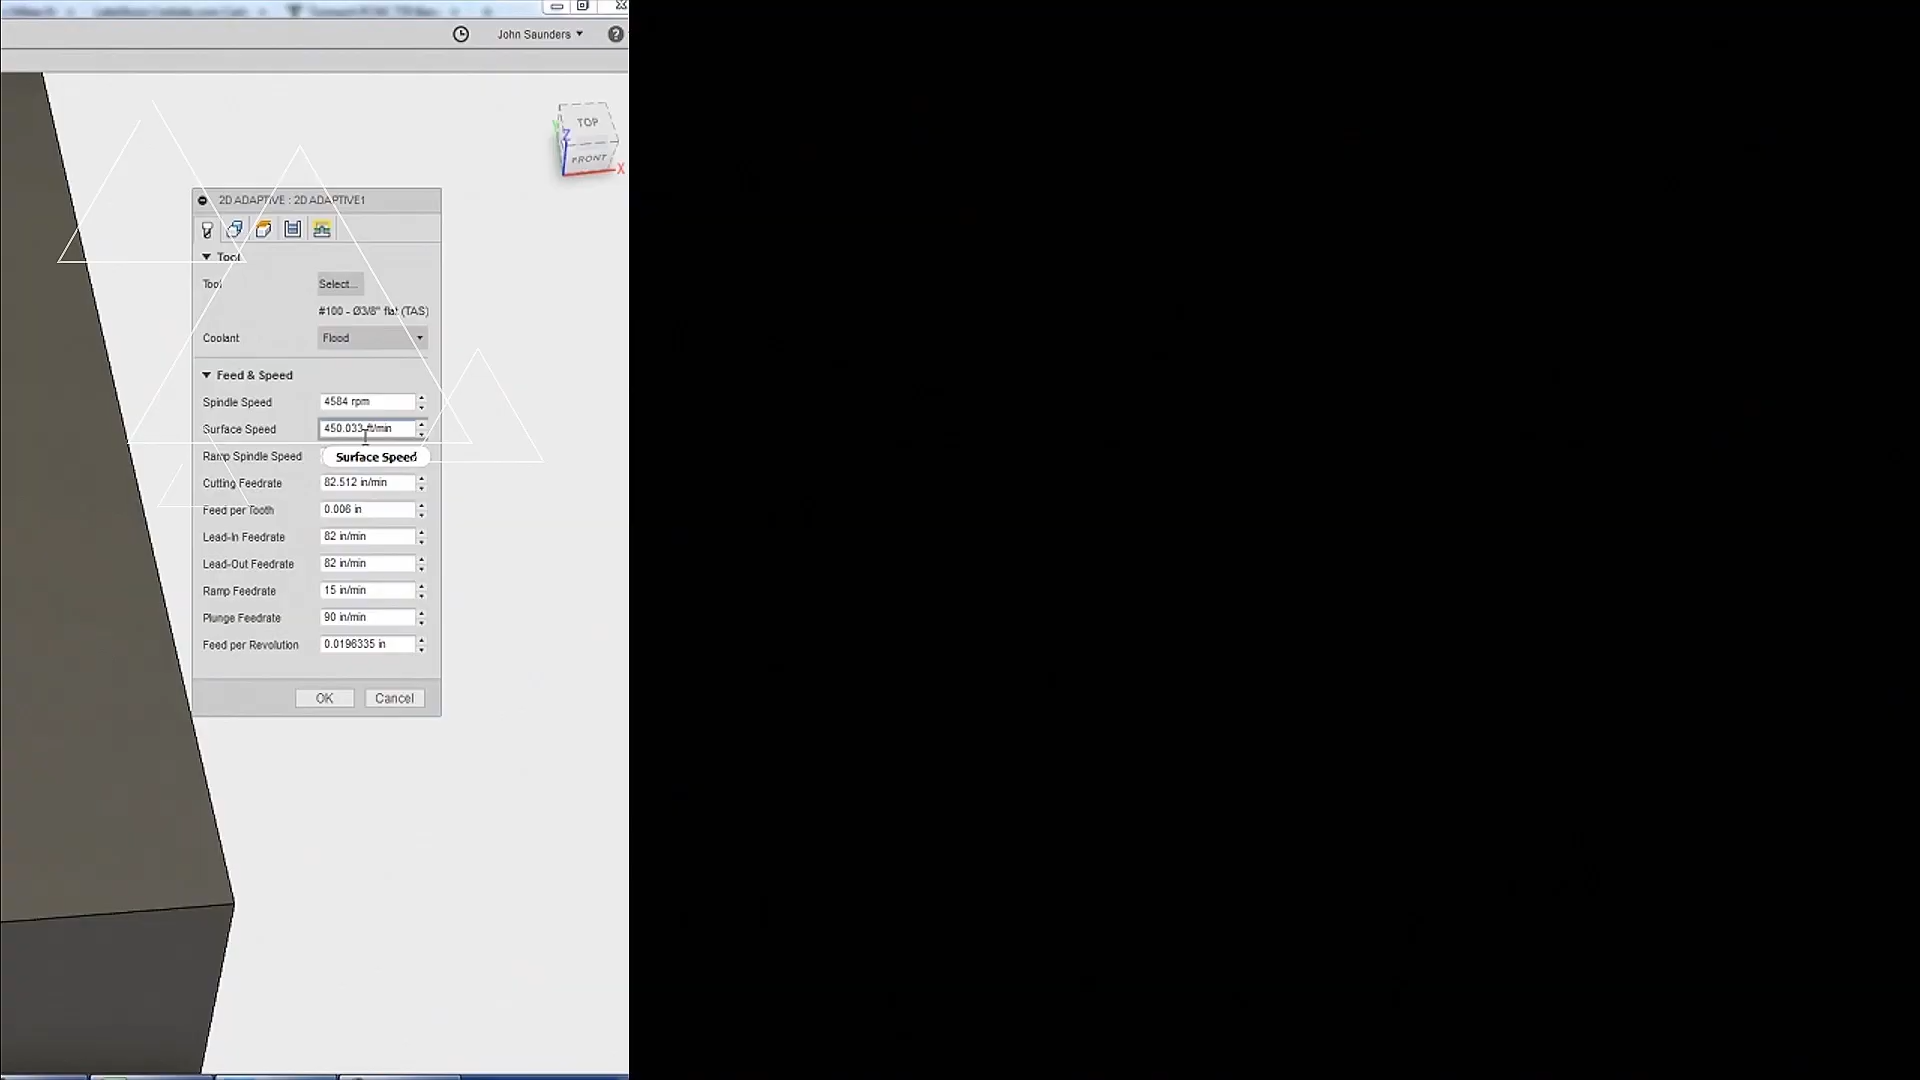 John Saunders
?
TOP
Z
FRONT
X
2D ADAPTIVE : 2D ADAPTIVE1
Tool
Tool Select...
#100 - Ø3/8" flat (TAS)
Coolant Flood
Feed & Speed
Spindle Speed 4584 rpm
Surface Speed 450.033 ft/min
Ramp Spindle Speed Surface Speed
Cutting Feedrate 82.512 in/min
Feed per Tooth 0.006 in
Lead-In Feedrate 82 in/min
Lead-Out Feedrate 82 in/min
Ramp Feedrate 15 in/min
Plunge Feedrate 90 in/min
Feed per Revolution 0.0196335 in
OK Cancel